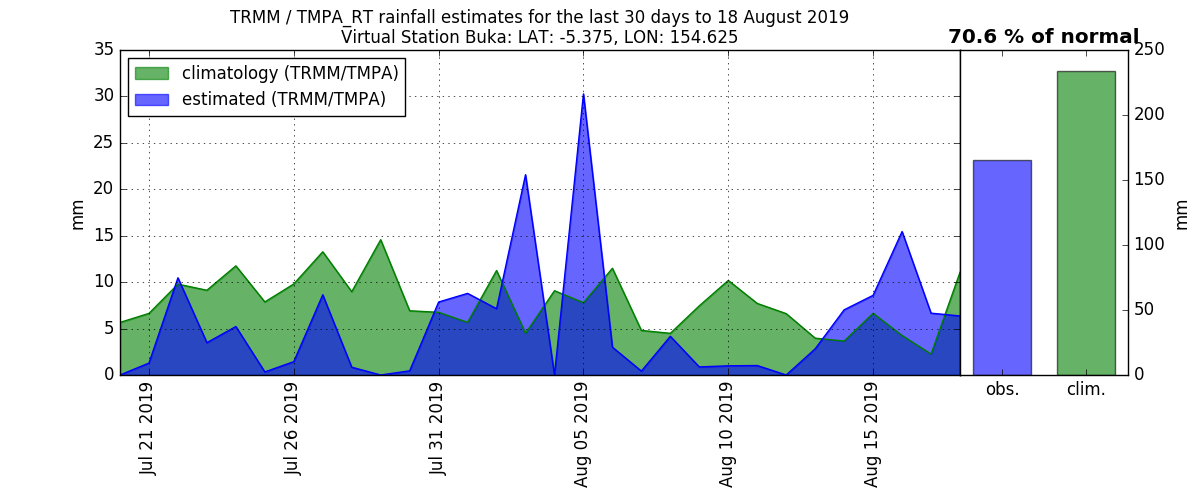 TRMM / TMPA_RT rainfall estimates for the last 30 days to 18 August 2019
Virtual Station Buka: LAT: -5.375, LON: 154.625
70.6 % of normal
climatology (TRMM/TMPA)
estimated (TRMM/TMPA)
35
30
25
20
15
10
5
0
mm
Jul 21 2019
Jul 26 2019
Jul 31 2019
Aug 05 2019
Aug 10 2019
Aug 15 2019
obs.
clim.
250
200
150
100
50
0
mm